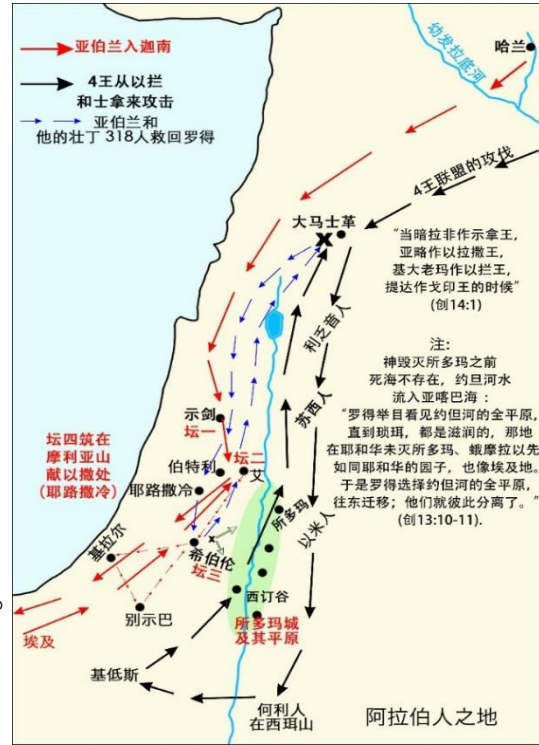 亚伯兰入迦南
4王从以拦
和士拿来攻击
亚伯兰和
他的壮丁 318人救回罗得
幼发拉底河
哈兰
4王联盟的攻伐
大马士革
"当暗拉非作示拿王,
亚略作以拉撒王,
基大老玛作以拦王,
提达作戈印王的时候"
(创14:1)
利乏音人
苏西人
以米人
注:
神毁灭所多玛之前
死海不存在，约旦河水
流入亚喀巴海 :
"罗得举目看见约但河的全平原,
直到琐珥，都是滋润的，那地
在耶和华未灭所多玛、蛾摩拉以先
如同耶和华的因子，也像埃及地。
于是罗得选择约但河的全平原,
往东迁移；他们就彼此分离了。"
(创13:10-11).
示剑
坛一
坛四筑在
摩利亚山
献以撒处
(耶路撒冷)
伯特利
坛二
艾
耶路撒冷
所多玛
基拉尔
希伯伦
坛三
西订谷
别示巴
埃及
所多玛城
及其平原
基低斯
何利人
在西珥山
阿拉伯人之地